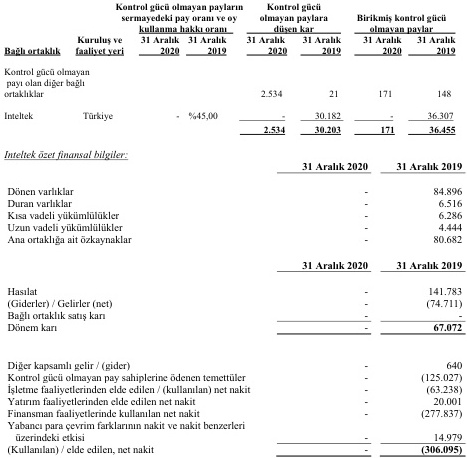 Kontrol gücü olmayan payların Kontrol gücü
sermayedeki pay oranı ve oy olmayan paylara Birikmiş kontrol gücü
Kuruluş ve kullanma hakkı oranı düşen kar olmayan paylar
Bağlı ortaklık faaliyet yeri 31 Aralık 2020 31 Aralık 2019 31 Aralık 2020 31 Aralık 2019 31 Aralık 2020 31 Aralık 2019
Kontrol gücü olmayan
payı olan diğer bağlı
ortaklıklar 2.534 21 171 148
Inteltek Türkiye - %45,00 - 30.182 - 36.307
2.534 30.203 171 36.455
Inteltek özet finansal bilgiler:
31 Aralık 2020 31 Aralık 2019
Dönen varlıklar - 84.896
Duran varlıklar - 6.516
Kısa vadeli yükümlülükler - 6.286
Uzun vadeli yükümlülükler - 4.444
Ana ortaklığa ait özkaynaklar - 80.682
31 Aralık 2020 31 Aralık 2019
Hasılat - 141.783
(Giderler) / Gelirler (net) - (74.711)
Bağlı ortaklık satış karı - -
Dönem karı - 67.072
Diğer kapsamlı gelir / (gider) - 640
Kontrol gücü olmayan pay sahiplerine ödenen temettüler - (125.027)
İşletme faaliyetlerinden elde edilen / (kullanılan) net nakit - (63.238)
Yatırım faaliyetlerinden elde edilen net nakit - 20.001
Finansman faaliyetlerinde kullanılan net nakit - (277.837)
Yabancı para çevrim farklarının nakit ve nakit benzerleri
üzerindeki etkisi - 14.979
(Kullanılan) / elde edilen, net nakit - (306.095)